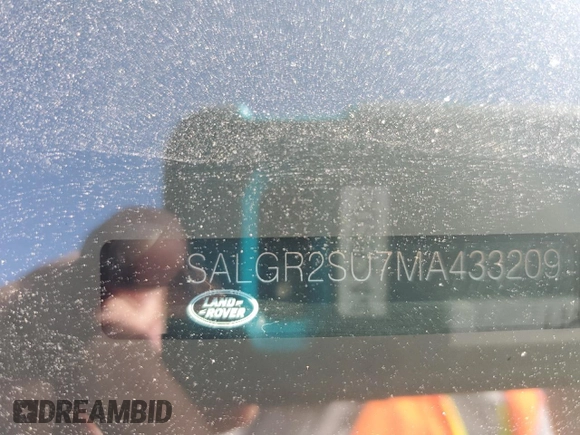 SALGR2SU7MA433209
LAND
ROVER
DREAMBID